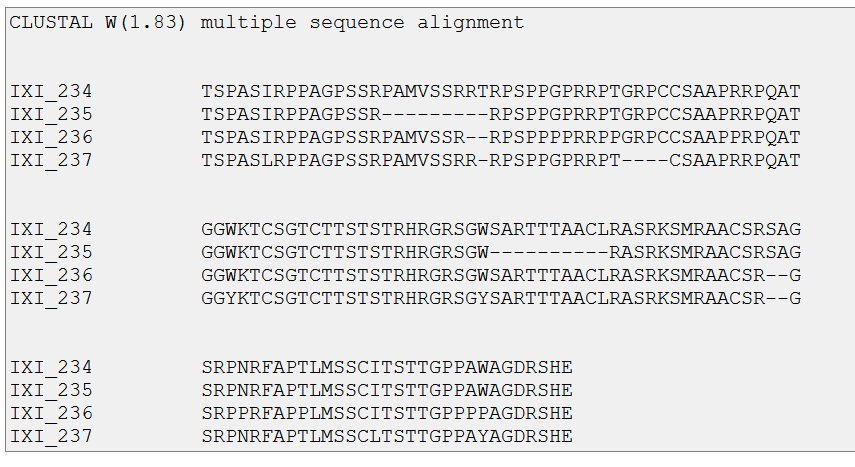 CLUSTAL W(1.83) multiple sequence alignment
IXI_234 TSPASIRPPAGPSSRPAMVSSRRTRPSPPGPRRPTGRPCCSAAPRRPQAT
IXI_235 TSPASIRPPAGPSSR---------RPSPPGPRRPTGRPCCSAAPRRPQAT
IXI_236 TSPASIRPPAGPSSRPAMVSSR--RPSPPPPRRPPGRPCCSAAPPRPQAT
IXI_237 TSPASLRPPAGPSSRPAMVSSRR-RPSPPGPRRPT----CSAAPRRPQAT
IXI_234 GGWKTCSGTCTTSTSTRHRGRSGWSARTTTAACLRASRKSMRAACSRSAG
IXI_235 GGWKTCSGTCTTSTSTRHRGRSGW----------RASRKSMRAACSRSAG
IXI_236 GGWKTCSGTCTTSTSTRHRGRSGWSARTTTAACLRASRKSMRAACSR--G
IXI_237 GGYKTCSGTCTTSTSTRHRGRSGYSARTTTAACLRASRKSMRAACSR--G
IXI_234 SRPNRFAPTLMSSCITSTTGPPAWAGDRSHE
IXI_235 SRPNRFAPTLMSSCITSTTGPPAWAGDRSHE
IXI_236 SRPPRFAPPLMSSCITSTTGPPPPAGDRSHE
IXI_237 SRPNRFAPTLMSSCLTSTTGPPAYAGDRSHE